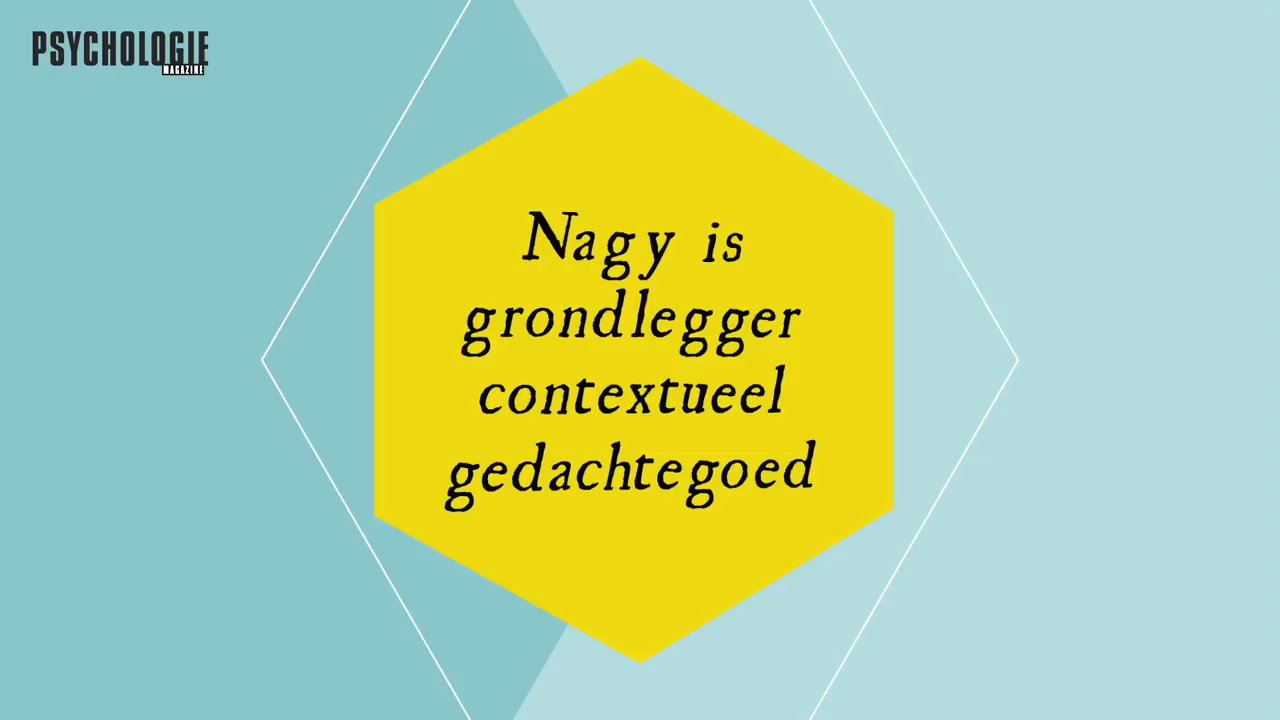 PSYCHOLOGIE
MAGAZINE
Nagy is
grondlegger
contextueel
gedachtegoed